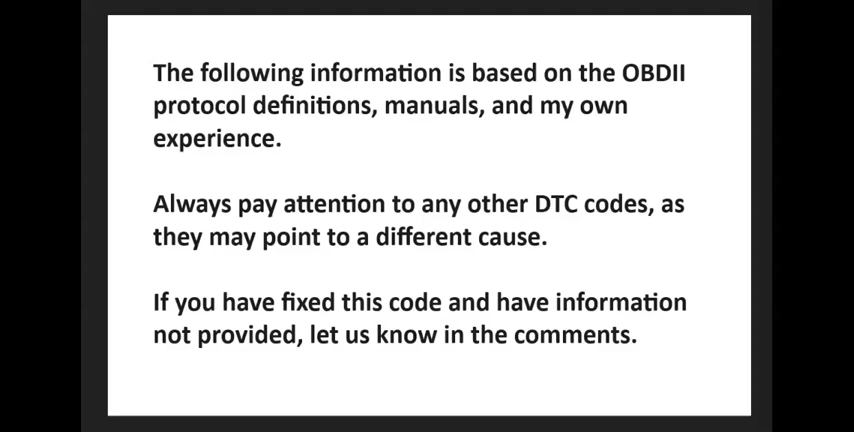 The following information is based on the OBDII
protocol definitions, manuals, and my own
experience.
Always pay attention to any other DTC codes, as
they may point to a different cause.
If you have fixed this code and have information
not provided, let us know in the comments.